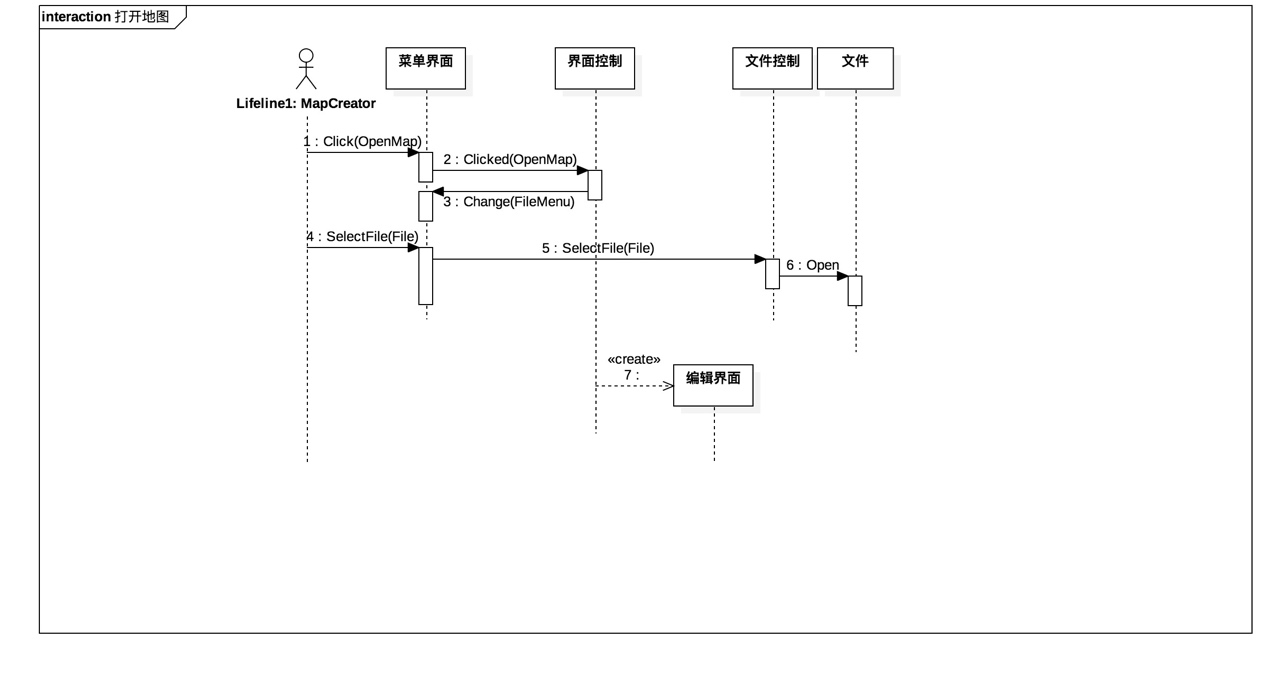 interaction 打开地图
菜单界面
界面控制
文件控制
文件
Lifeline1: MapCreator
1 : Click(OpenMap)
2 : Clicked(OpenMap)
3 : Change(FileMenu)
4 : SelectFile(File)
5 : SelectFile(File)
6 : Open
«create»
7 :
编辑界面